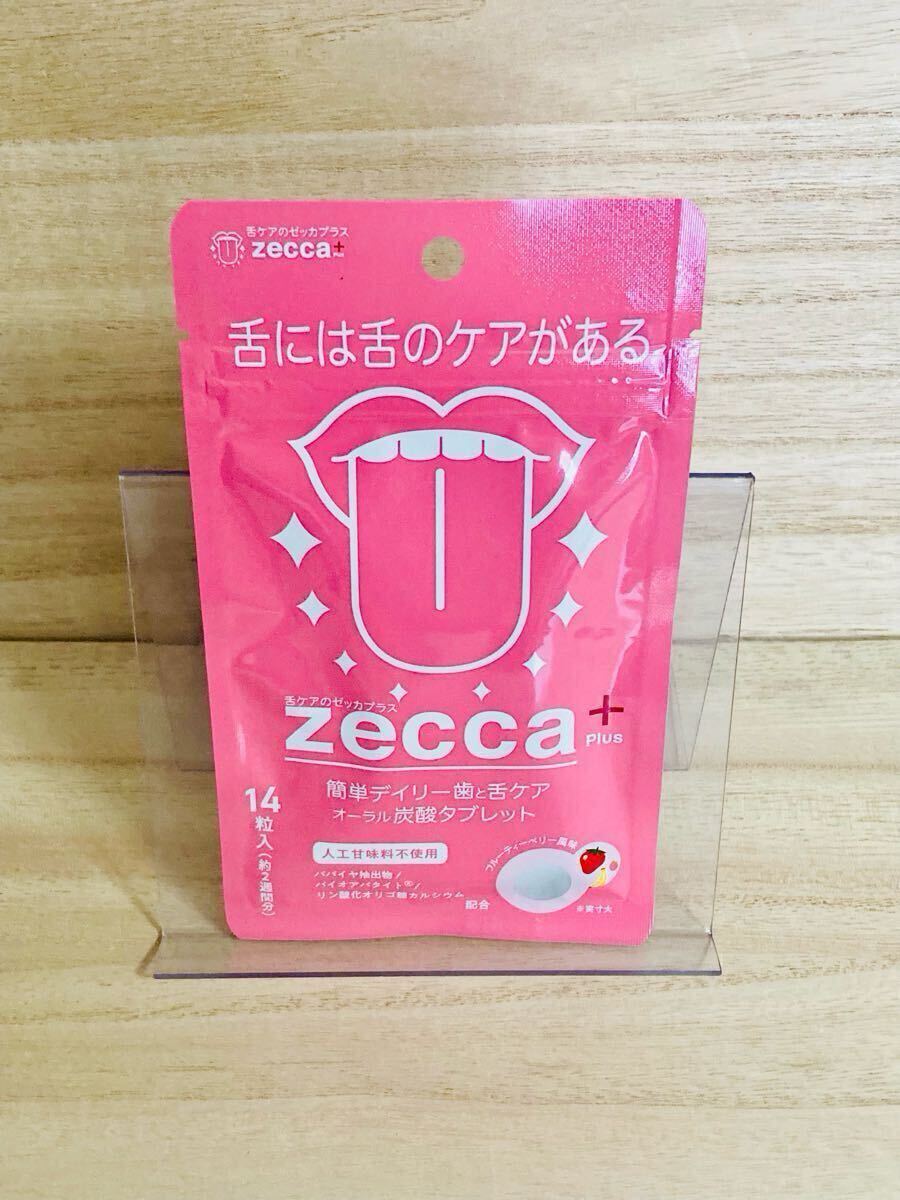 舌ケアのゼッカプラス
zecca+
plus
舌には舌のケアがある
舌ケアのゼッカプラス
zecca+
plus
簡単デイリー歯と舌ケア
オーラル炭酸タブレット
14粒入(約2週間分)
人工甘味料不使用
パパイヤ抽出物/
バイオアパタイト®/
リン酸化オリゴ糖カルシウム
配合
フルーティーベリー風味
※実寸大